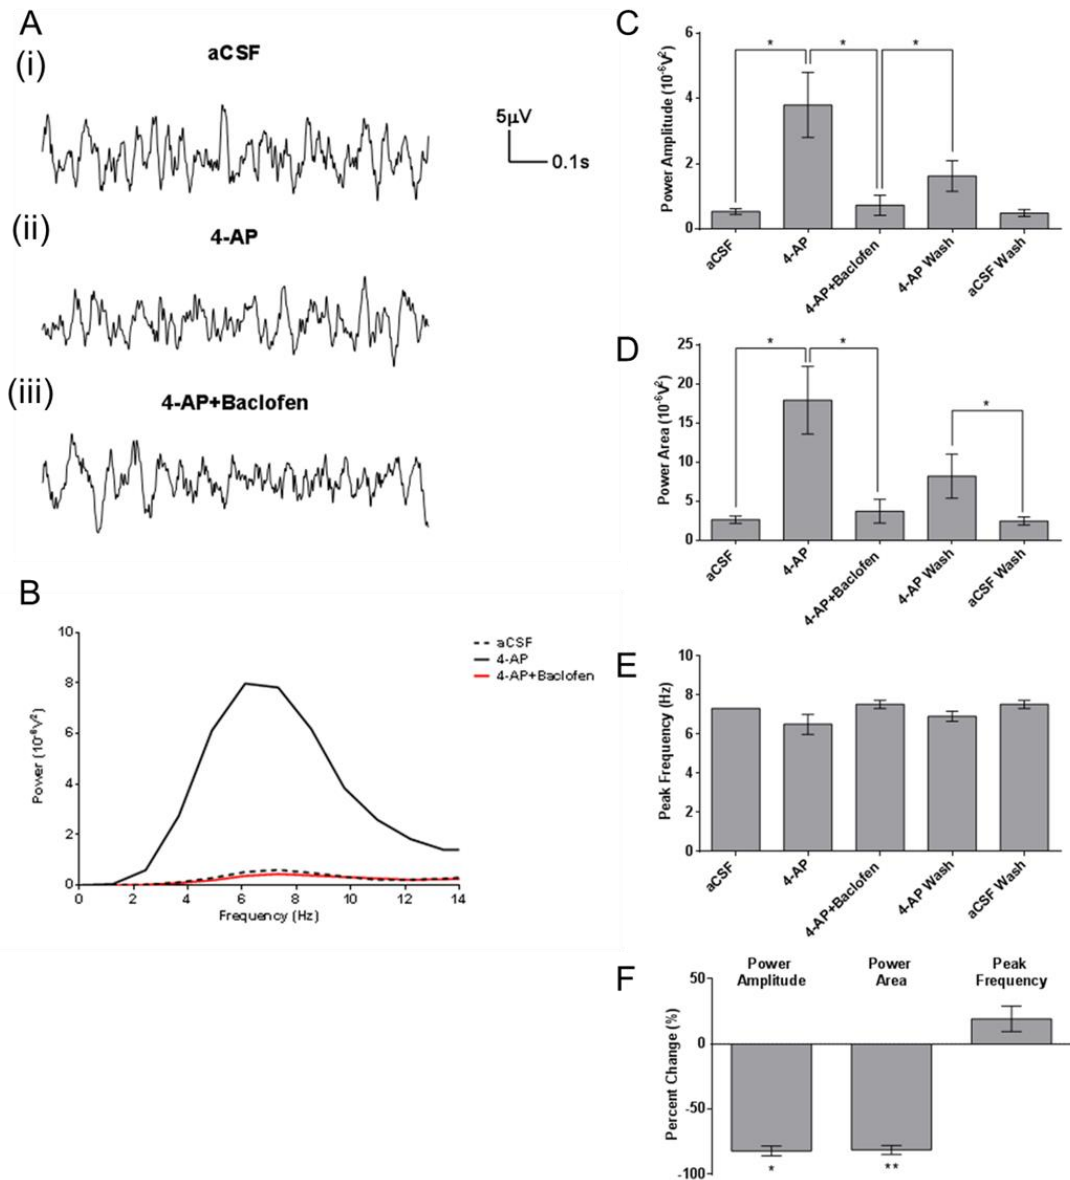 A
(i)
aCSF
5µV
0.1s
(ii)
4-AP
(iii)
4-AP+Baclofen
B
10
8
6
4
2
0
Power (10⁻⁶V²)
0 2 4 6 8 10 12 14
Frequency (Hz)
aCSF
4-AP
4-AP+Baclofen
C
6
4
2
0
Power Amplitude (10⁻⁶V²)
* * *
aCSF
4-AP
4-AP+Baclofen
4-AP Wash
aCSF Wash
D
25
20
15
10
5
0
Power Area (10⁻⁶V²)
* * *
aCSF
4-AP
4-AP+Baclofen
4-AP Wash
aCSF Wash
E
10
8
6
4
2
0
Peak Frequency (Hz)
aCSF
4-AP
4-AP+Baclofen
4-AP Wash
aCSF Wash
F
Power
Amplitude
Power
Area
Peak
Frequency
50
0
-50
-100
Percent Change (%)
* **